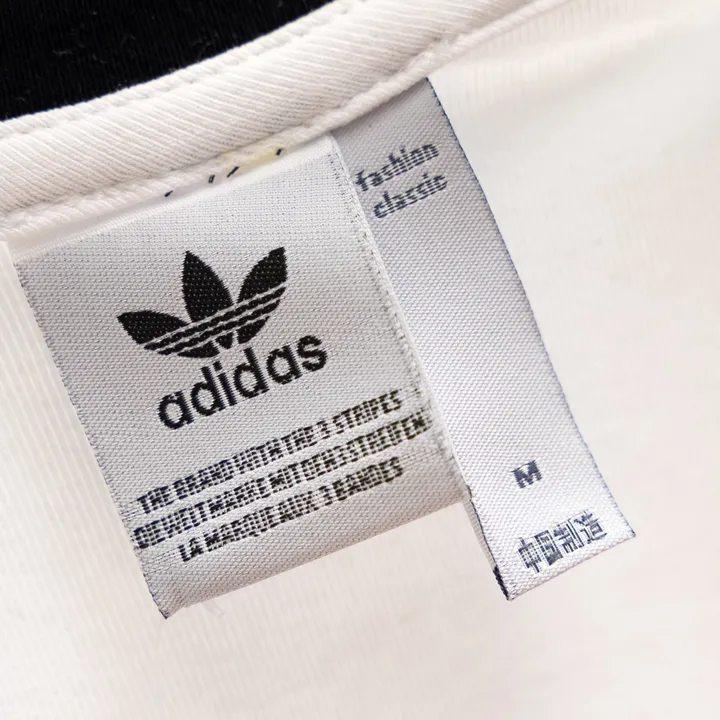 adidas
THE BRAND WITH THE 3 STRIPES
DIE WELTMARKE MIT DEN 3 STREIFEN
LA MARQUE AUX 3 BANDES
fashion
classic
M
中国制造